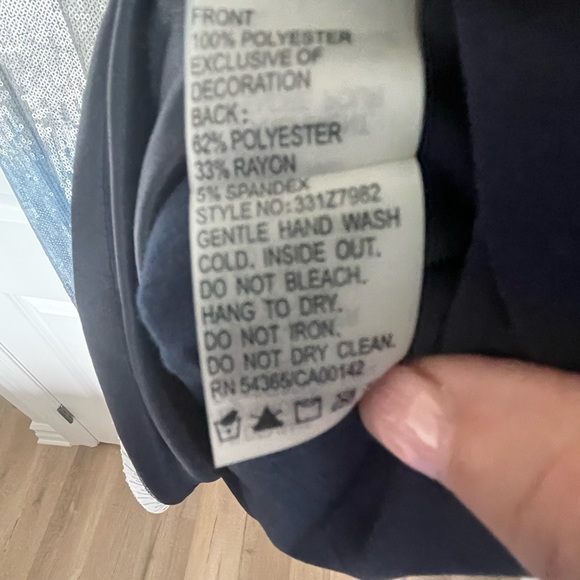 FRONT
100% POLYESTER
EXCLUSIVE OF
DECORATION
BACK:
62% POLYESTER
33% RAYON
5% SPANDEX
STYLE NO:331Z7982
GENTLE HAND WASH
COLD. INSIDE OUT.
DO NOT BLEACH.
HANG TO DRY.
DO NOT IRON.
DO NOT DRY CLEAN.
RN 54365/CA00142